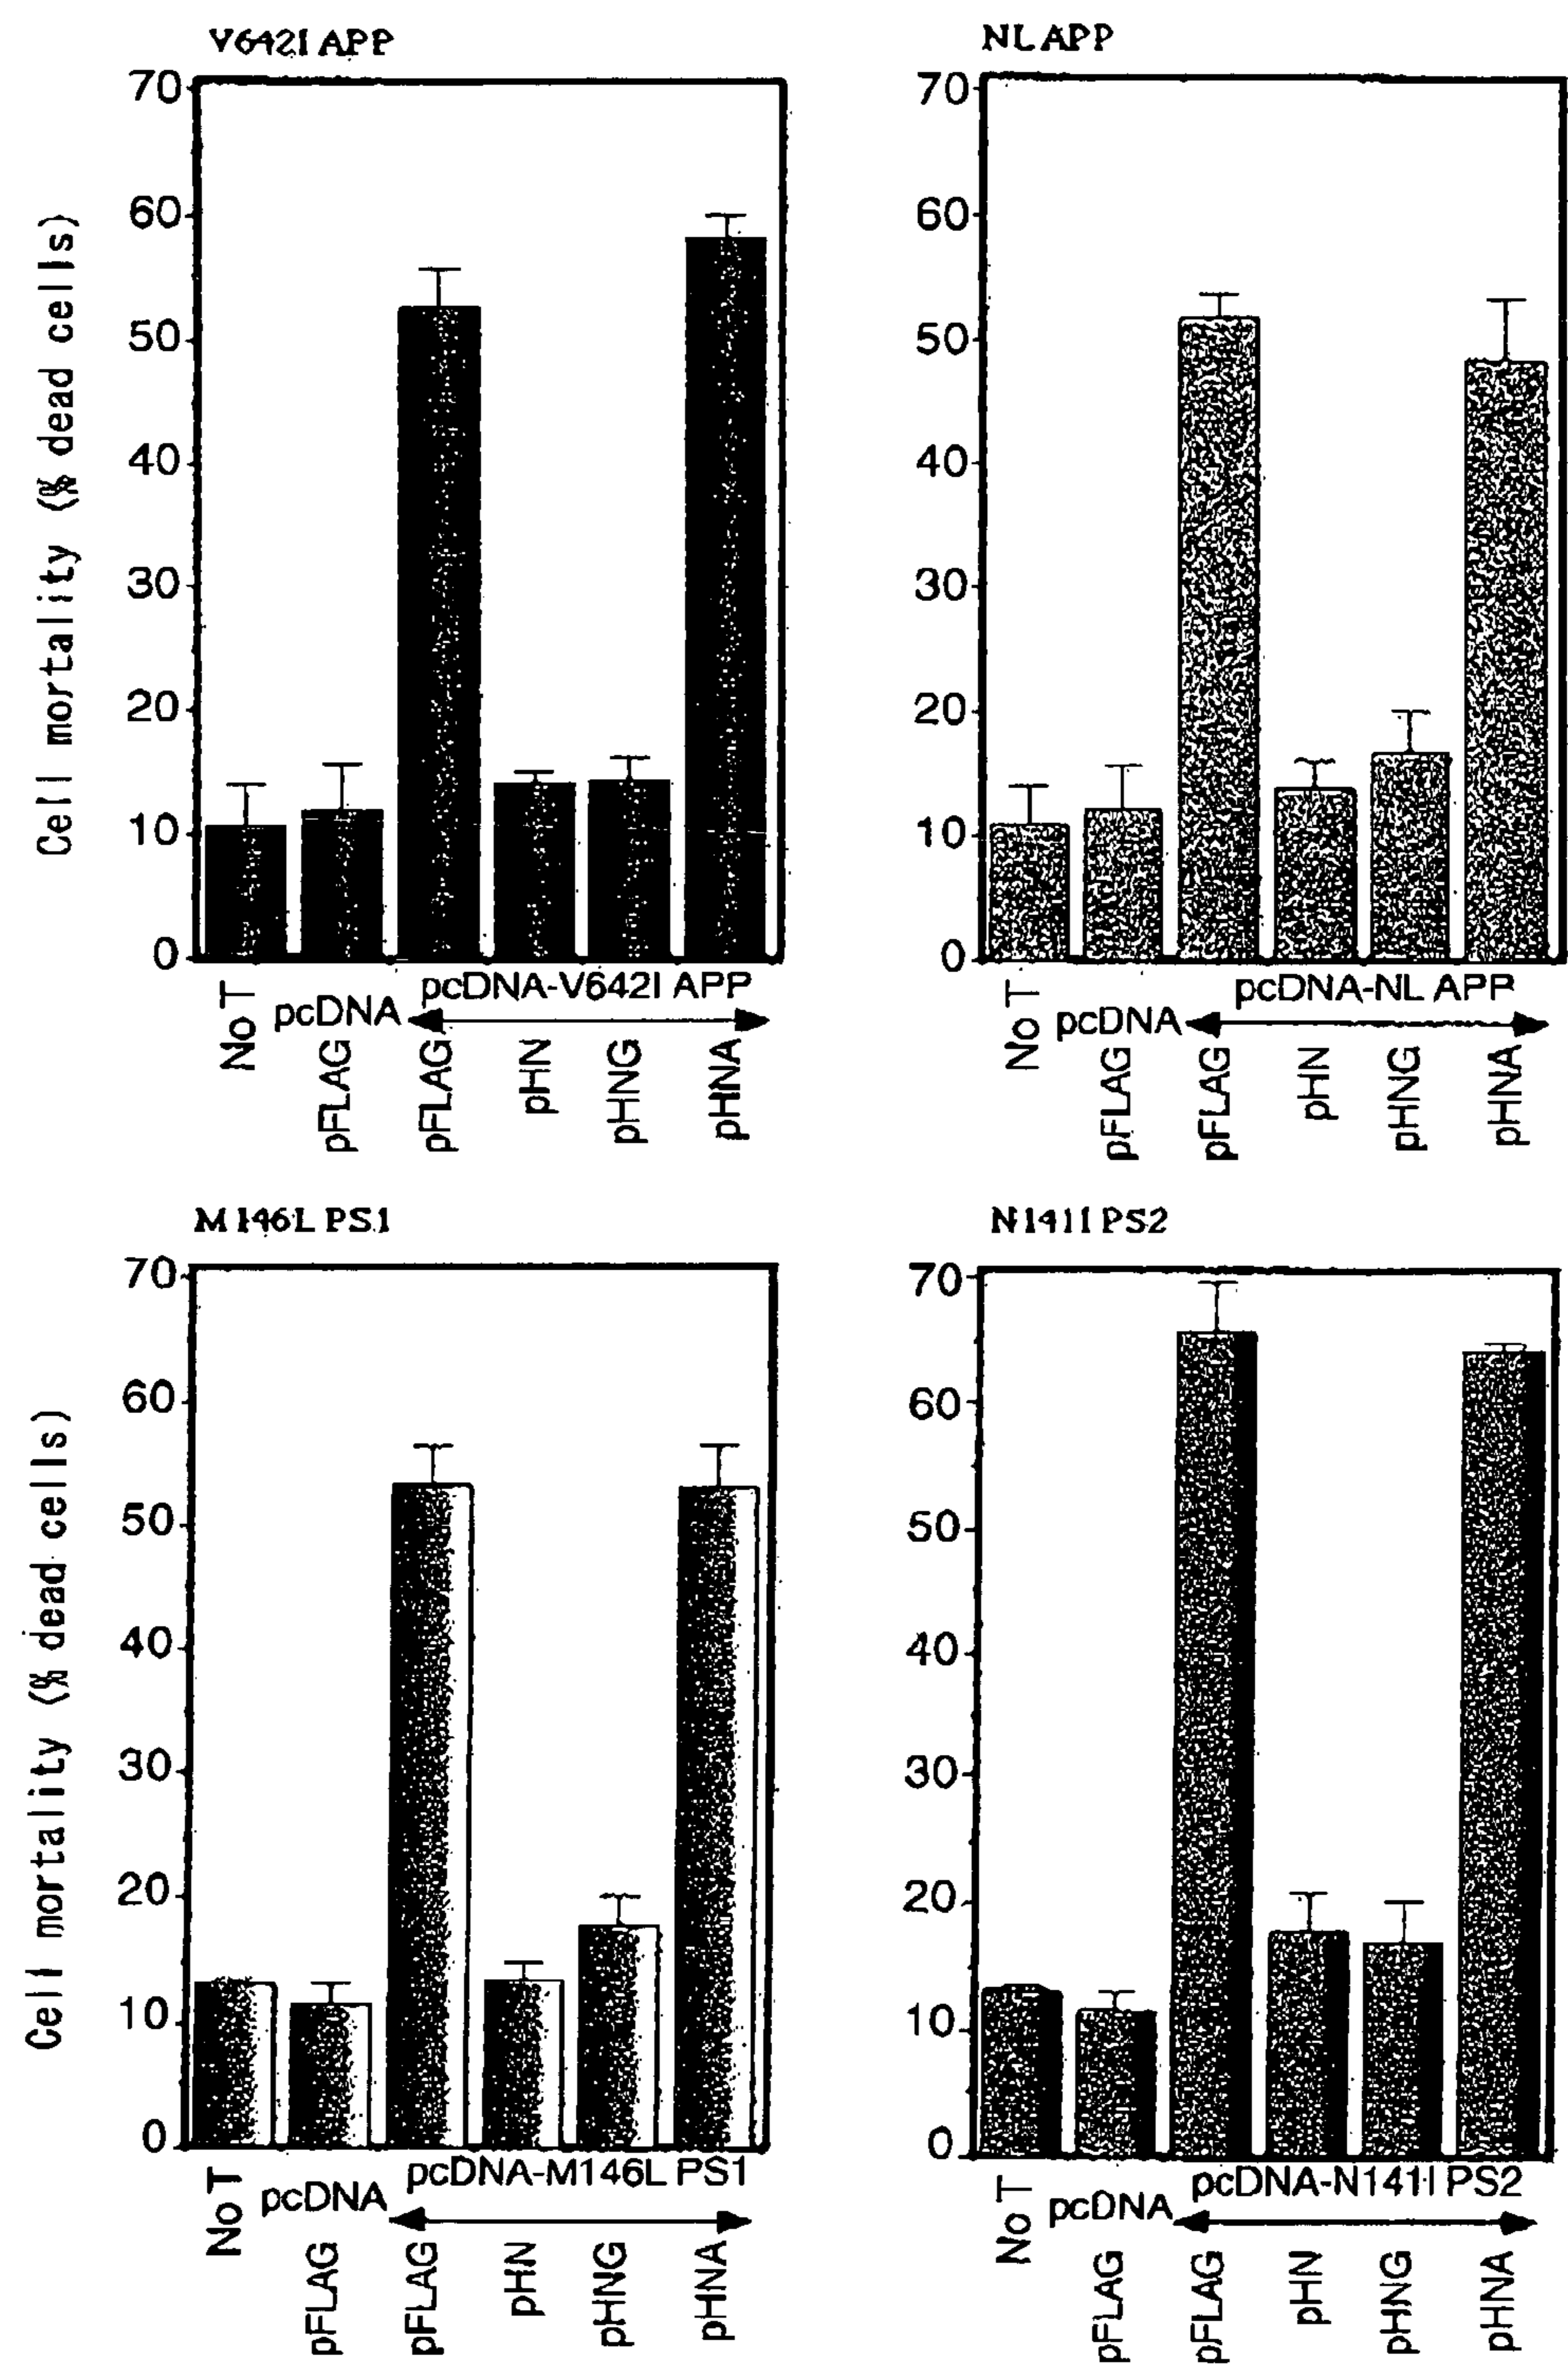 V642I APP
Cell mortality (% dead cells)
70
60
50
40
30
20
10
0
pcDNA-V642I APP
No T
pcDNA
pFLAG
pFLAG
pHN
pHNG
pHNA
NL APP
70
60
50
40
30
20
10
0
pcDNA-NL APP
No T
pcDNA
pFLAG
pFLAG
pHN
pHNG
pHNA
M146L PS1
Cell mortality (% dead cells)
70
60
50
40
30
20
10
0
pcDNA-M146L PS1
No T
pcDNA
pFLAG
pFLAG
pHN
pHNG
pHNA
N141I PS2
70
60
50
40
30
20
10
0
pcDNA-N141I PS2
No T
pcDNA
pFLAG
pFLAG
pHN
pHNG
pHNA